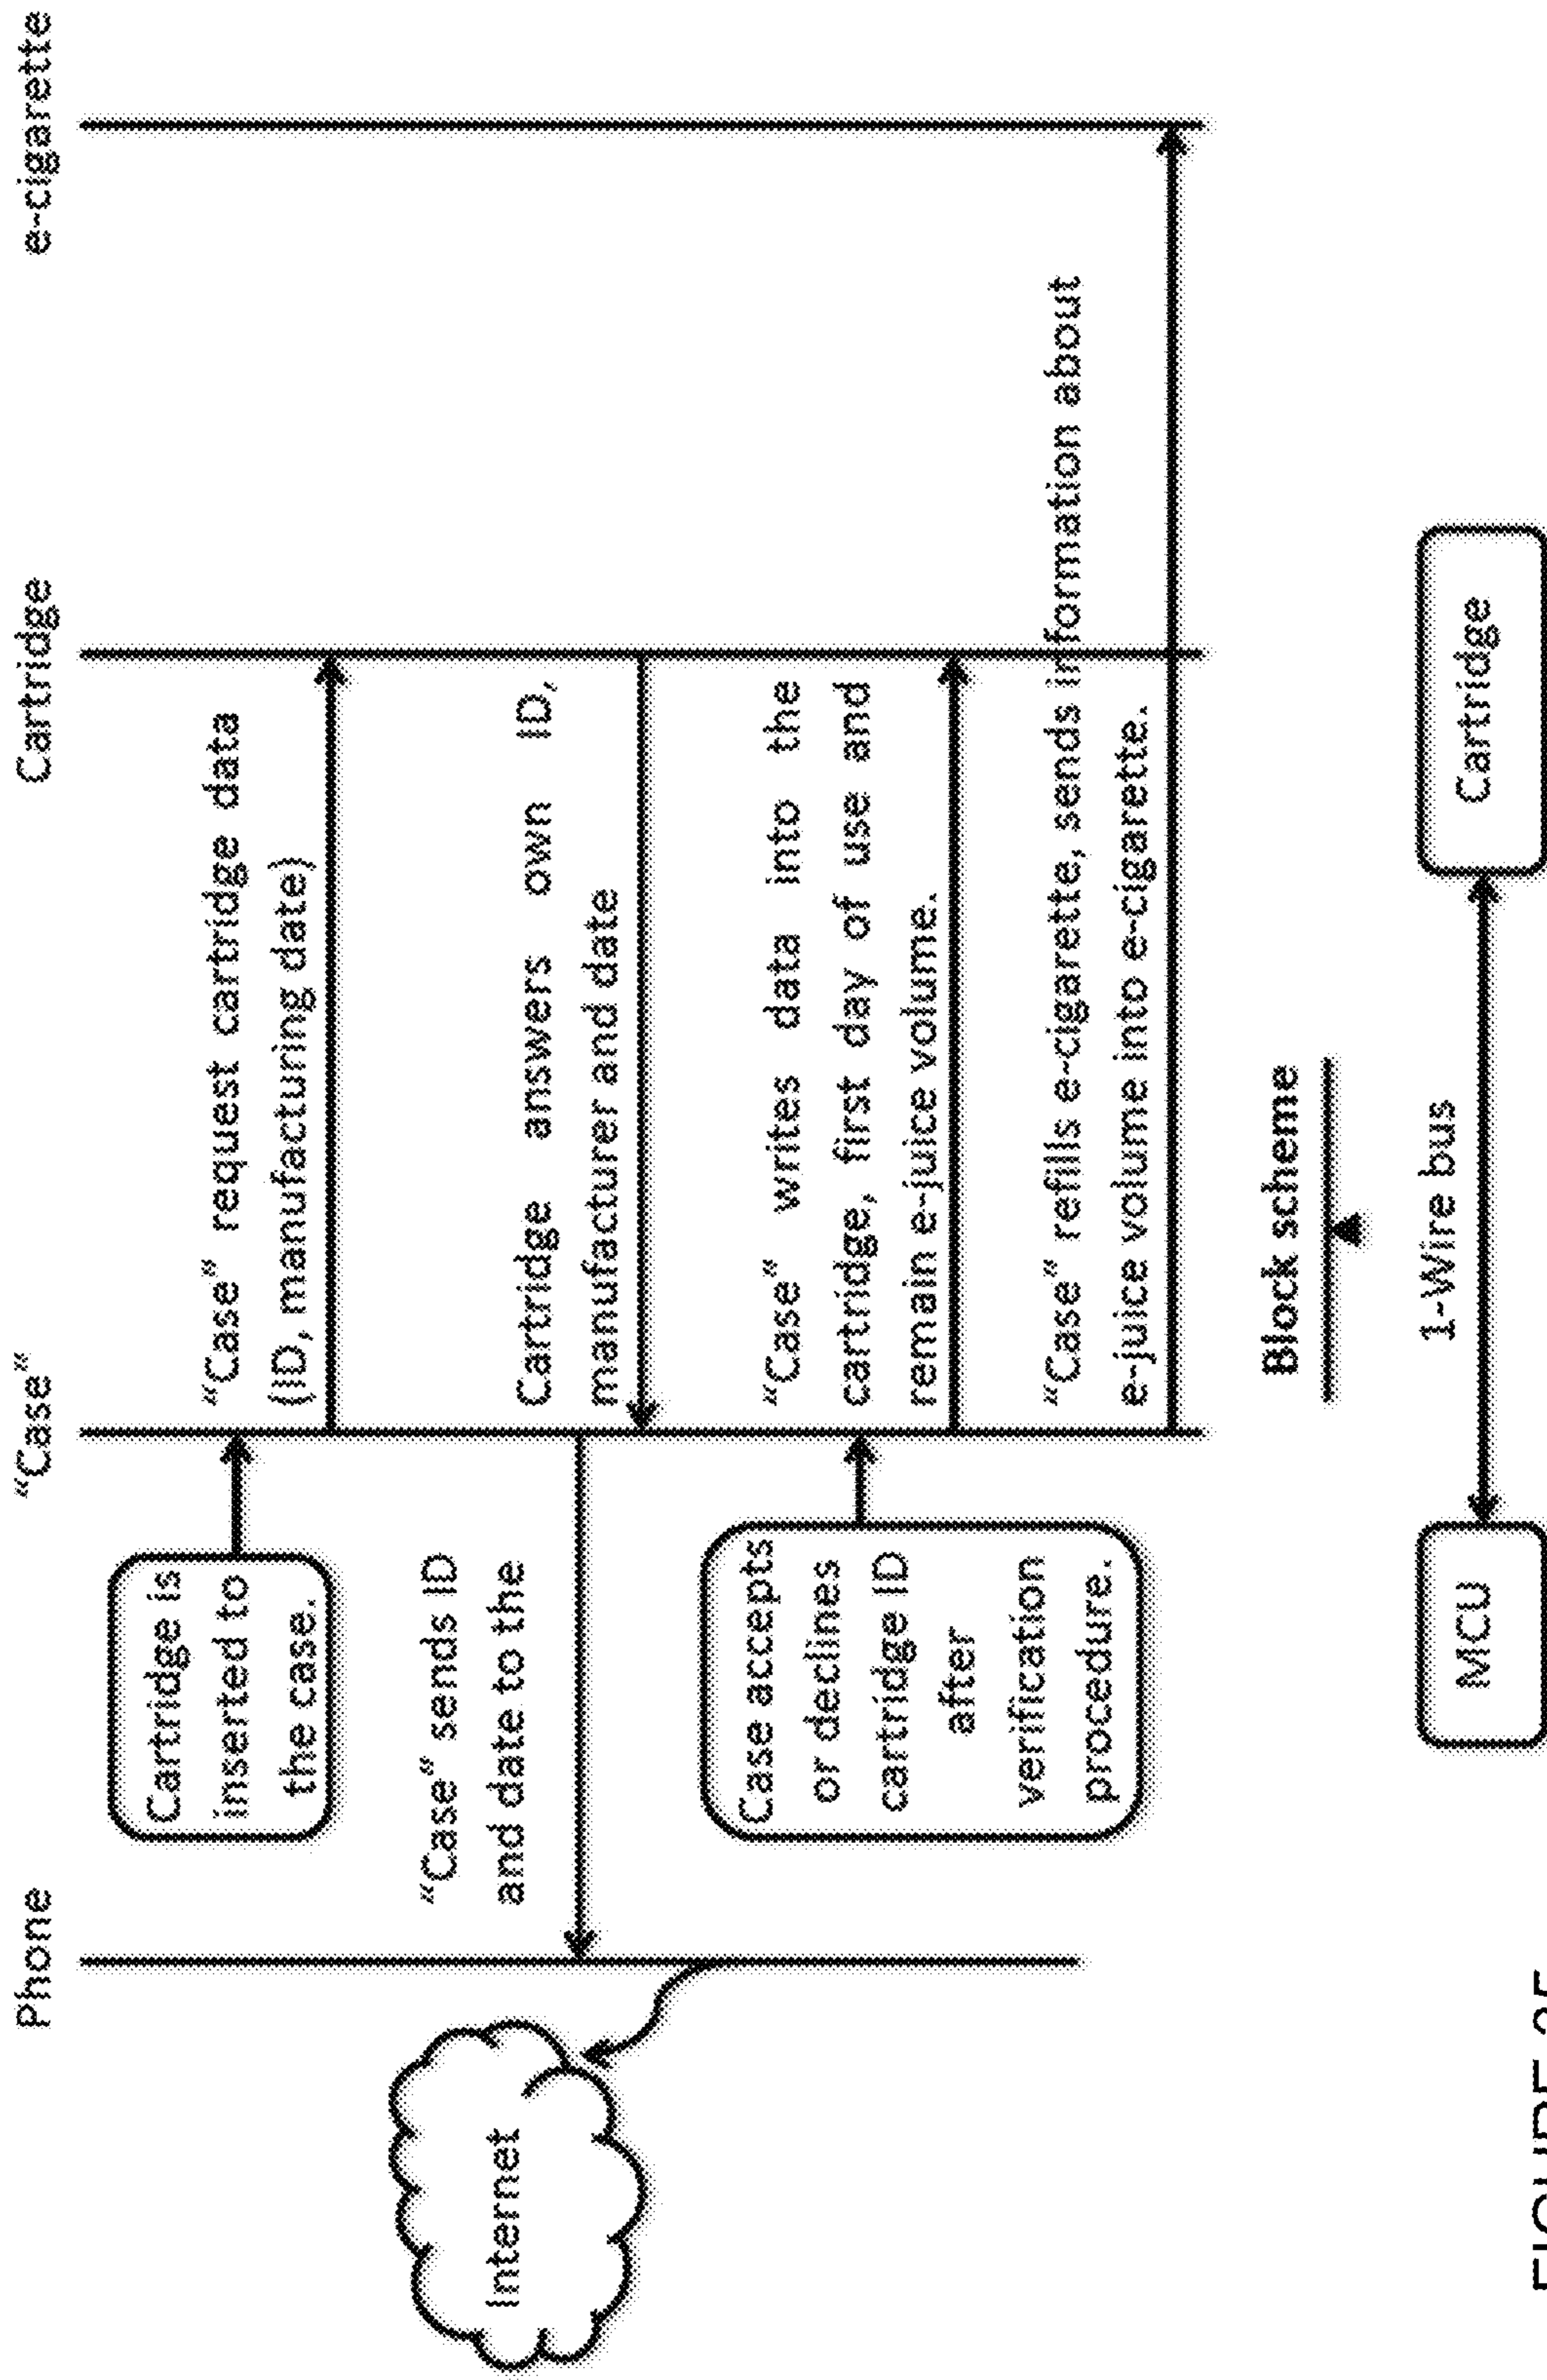 Phone
“Case”
Cartridge
e-cigarette
Cartridge is
inserted to
the case.
“Case” request cartridge data
(ID, manufacturing date)
“Case” sends ID
and date to the
Internet
Cartridge answers own ID,
manufacturer and date
Case accepts
or declines
cartridge ID
after
verification
procedure.
“Case” writes data into the
cartridge, first day of use and
remain e-juice volume.
“Case” refills e-cigarette, sends information about
e-juice volume into e-cigarette.
Block scheme
1-Wire bus
MCU
Cartridge
FIGURE